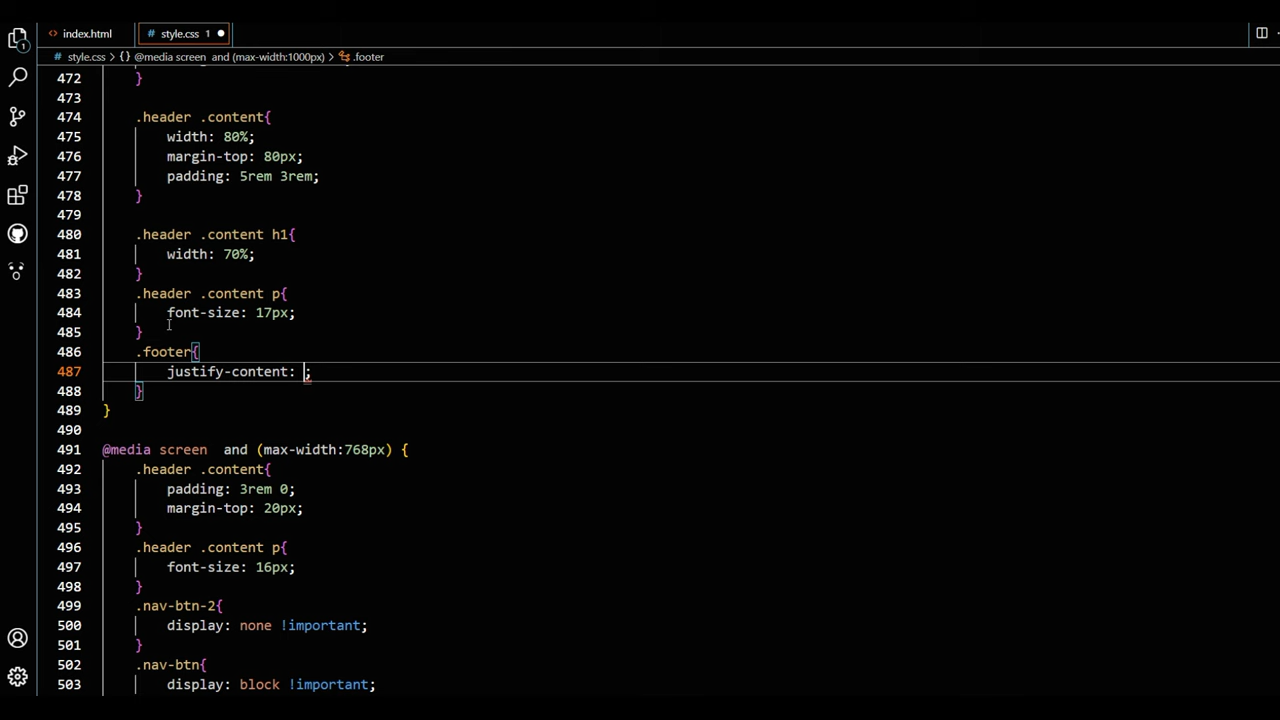 index.html
# style.css 1
# style.css > {} @media screen and (max-width:1000px) > .footer
472 }
473
474 .header .content{
475 width: 80%;
476 margin-top: 80px;
477 padding: 5rem 3rem;
478 }
479
480 .header .content h1{
481 width: 70%;
482 }
483 .header .content p{
484 font-size: 17px;
485 }
486 .footer{
487 justify-content: ;
488 }
489 }
490
491 @media screen  and (max-width:768px) {
492 .header .content{
493 padding: 3rem 0;
494 margin-top: 20px;
495 }
496 .header .content p{
497 font-size: 16px;
498 }
499 .nav-btn-2{
500 display: none !important;
501 }
502 .nav-btn{
503 display: block !important;
1